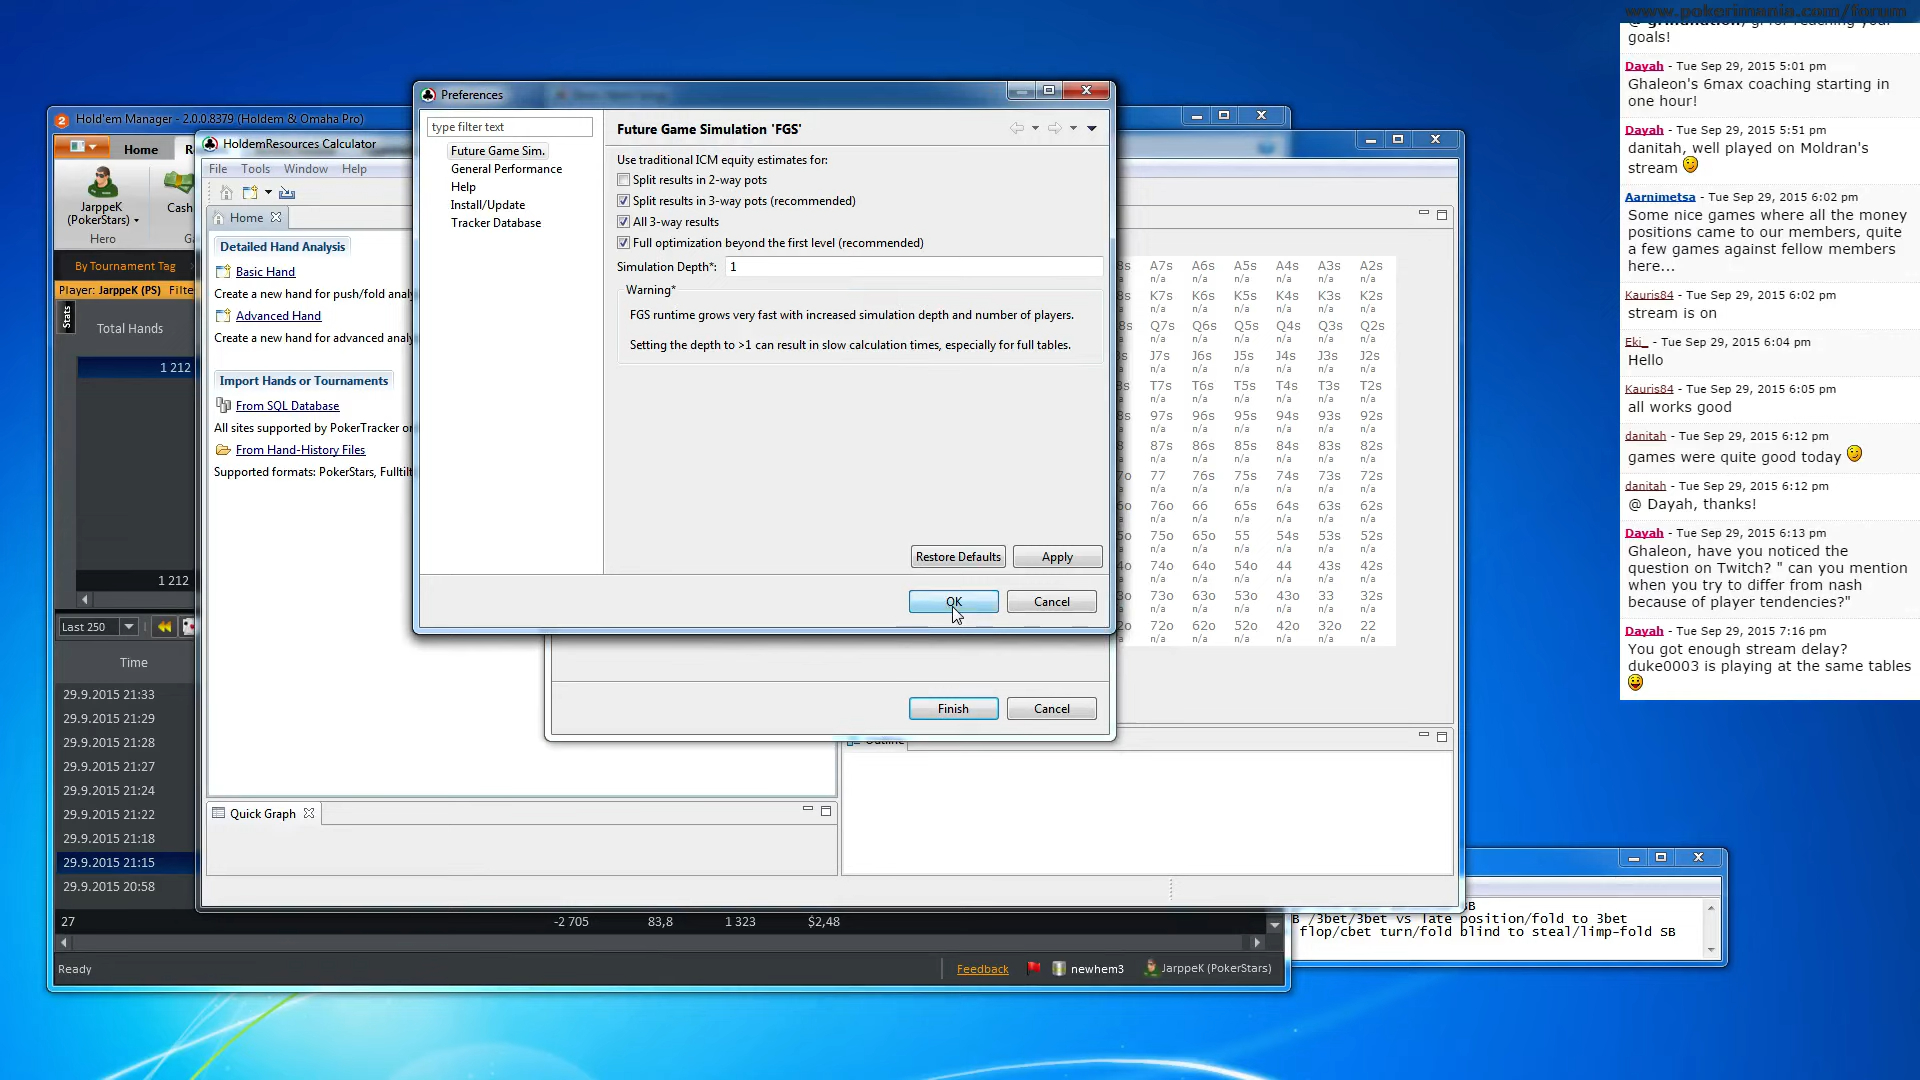 www.pokerimania.com/forum
goals!
Dayah - Tue Sep 29, 2015 5:01 pm
Ghaleon's 6max coaching starting in
one hour!
Dayah - Tue Sep 29, 2015 5:51 pm
danitah, well played on Moldran's
stream
Aarnimetsa - Tue Sep 29, 2015 6:02 pm
Some nice games where all the money
positions came to our members, quite
a few games against fellow members
here...
Kauris84 - Tue Sep 29, 2015 6:02 pm
stream is on
Eki_ - Tue Sep 29, 2015 6:04 pm
Hello
Kauris84 - Tue Sep 29, 2015 6:05 pm
all works good
danitah - Tue Sep 29, 2015 6:12 pm
games were quite good today
danitah - Tue Sep 29, 2015 6:12 pm
@ Dayah, thanks!
Dayah - Tue Sep 29, 2015 6:13 pm
Ghaleon, have you noticed the
question on Twitch? " can you mention
when you try to differ from nash
because of player tendencies?"
Dayah - Tue Sep 29, 2015 7:16 pm
You got enough stream delay?
duke0003 is playing at the same tables
Hold'em Manager - 2.0.0.8379 (Holdem & Omaha Pro)
Home
JarppeK
(PokerStars)
Hero
Cash
By Tournament Tag
Player: JarppeK (PS) Filte
Stats
Total Hands
1 212
1 212
Last 250
Time
29.9.2015 21:33
29.9.2015 21:29
29.9.2015 21:28
29.9.2015 21:27
29.9.2015 21:24
29.9.2015 21:22
29.9.2015 21:18
29.9.2015 21:15
29.9.2015 20:58
27 -2 705 83,8 1 323 $2,48
Ready
Feedback newhem3 JarppeK (PokerStars)
HoldemResources Calculator
File Tools Window Help
Home
Detailed Hand Analysis
Basic Hand
Create a new hand for push/fold analy
Advanced Hand
Create a new hand for advanced analy
Import Hands or Tournaments
From SQL Database
All sites supported by PokerTracker or
From Hand-History Files
Supported formats: PokerStars, Fulltilt
Quick Graph
Outline
Preferences
type filter text
Future Game Sim.
General Performance
Help
Install/Update
Tracker Database
Future Game Simulation 'FGS'
Use traditional ICM equity estimates for:
Split results in 2-way pots
Split results in 3-way pots (recommended)
All 3-way results
Full optimization beyond the first level (recommended)
Simulation Depth*: 1
Warning*
FGS runtime grows very fast with increased simulation depth and number of players.
Setting the depth to >1 can result in slow calculation times, especially for full tables.
Restore Defaults Apply
OK Cancel
Finish Cancel
A7s A6s A5s A4s A3s A2s
n/a n/a n/a n/a n/a n/a
K7s K6s K5s K4s K3s K2s
n/a n/a n/a n/a n/a n/a
Q7s Q6s Q5s Q4s Q3s Q2s
n/a n/a n/a n/a n/a n/a
J7s J6s J5s J4s J3s J2s
n/a n/a n/a n/a n/a n/a
T7s T6s T5s T4s T3s T2s
n/a n/a n/a n/a n/a n/a
97s 96s 95s 94s 93s 92s
n/a n/a n/a n/a n/a n/a
87s 86s 85s 84s 83s 82s
n/a n/a n/a n/a n/a n/a
77 76s 75s 74s 73s 72s
n/a n/a n/a n/a n/a n/a
76o 66 65s 64s 63s 62s
n/a n/a n/a n/a n/a n/a
75o 65o 55 54s 53s 52s
n/a n/a n/a n/a n/a n/a
74o 64o 54o 44 43s 42s
n/a n/a n/a n/a n/a n/a
73o 63o 53o 43o 33 32s
n/a n/a n/a n/a n/a n/a
72o 62o 52o 42o 32o 22
n/a n/a n/a n/a n/a n/a
SB
B /3bet/3bet vs late position/fold to 3bet
flop/cbet turn/fold blind to steal/limp-fold SB